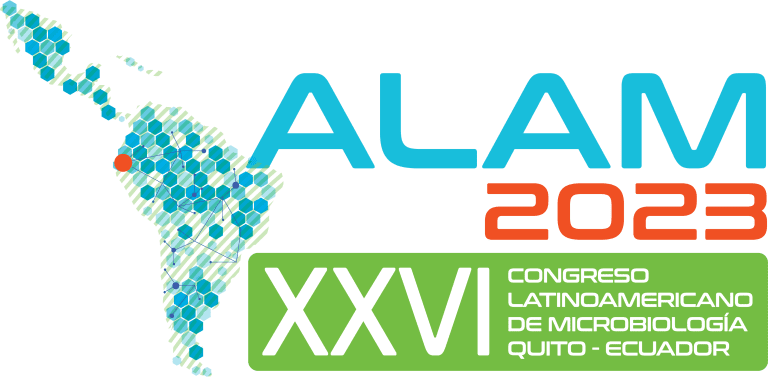 ALAM
2023
XXVI
CONGRESO
LATINOAMERICANO
DE MICROBIOLOGÍA
QUITO - ECUADOR